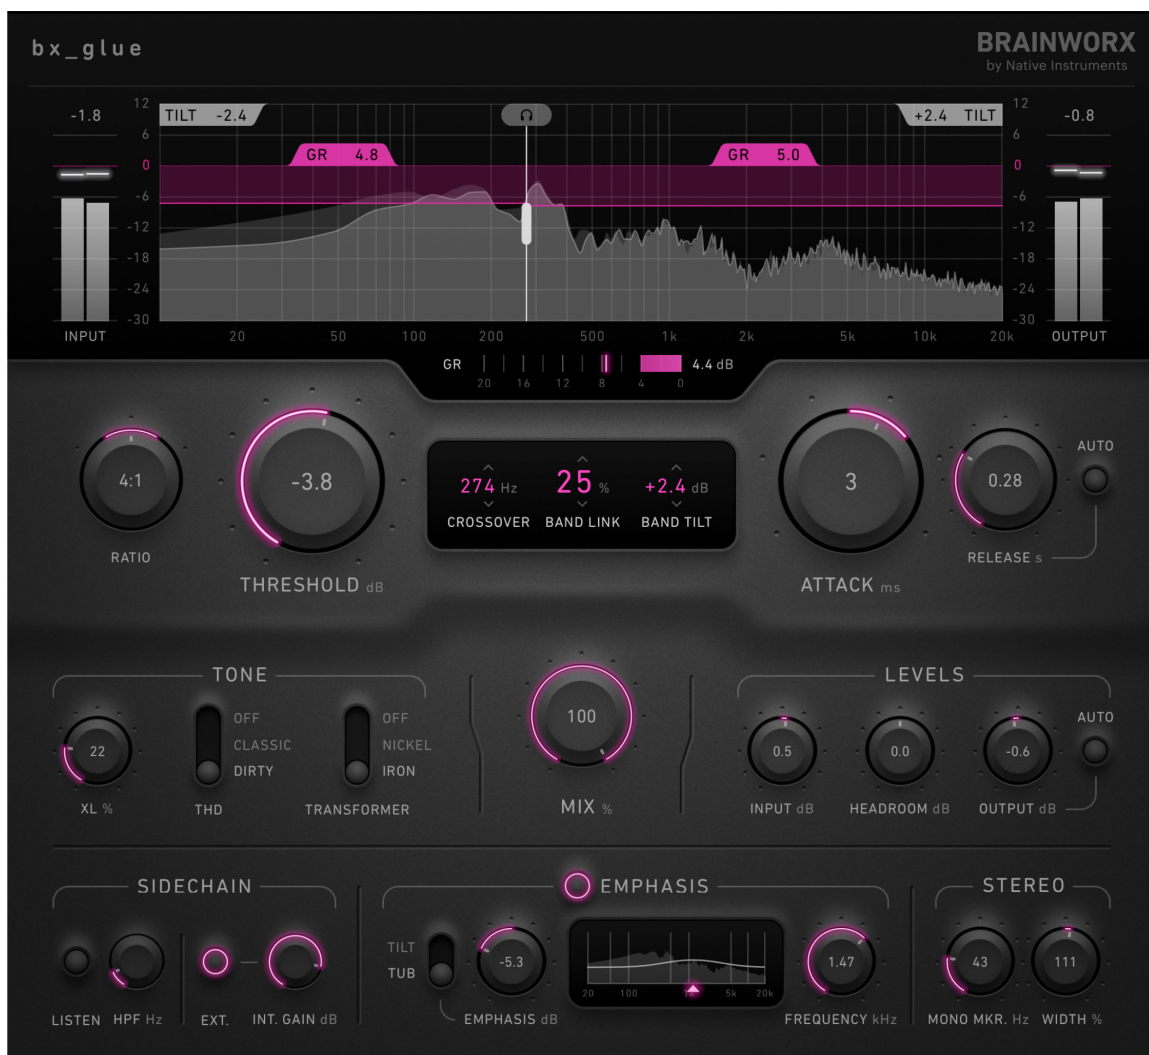 bx_glue
BRAINWORX
by Native Instruments
-1.8 12 TILT -2.4 +2.4 TILT 12 -0.8
6 6
0 GR 4.8 GR 5.0 0
-6 -6
-12 -12
-18 -18
-24 -24
-30 -30
INPUT 20 50 100 200 500 1k 2k 5k 10k 20k OUTPUT
GR 4.4 dB
20 16 12 8 4 0
4:1 -3.8 3 0.28 AUTO
274 Hz 25 % +2.4 dB
CROSSOVER BAND LINK BAND TILT
RATIO RELEASE s
THRESHOLD dB ATTACK ms
TONE LEVELS
OFF OFF 100 AUTO
22 CLASSIC NICKEL 0.5 0.0 -0.6
DIRTY IRON
XL % THD TRANSFORMER MIX % INPUT dB HEADROOM dB OUTPUT dB
SIDECHAIN EMPHASIS STEREO
TILT
TUB -5.3 1.47 43 111
20 100 1k 5k 20k
LISTEN HPF Hz EXT. INT. GAIN dB EMPHASIS dB FREQUENCY kHz MONO MKR. Hz WIDTH %